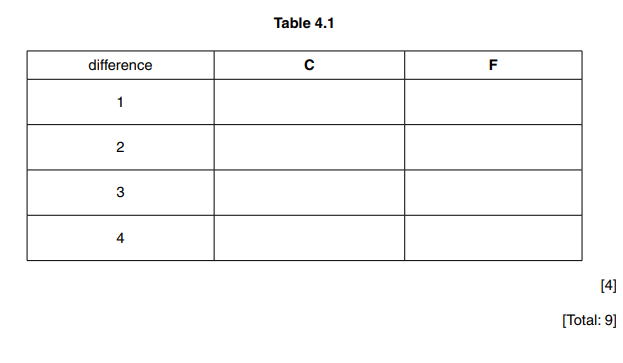 Table 4.1
difference C F
1
2
3
4
[4]
[Total: 9]